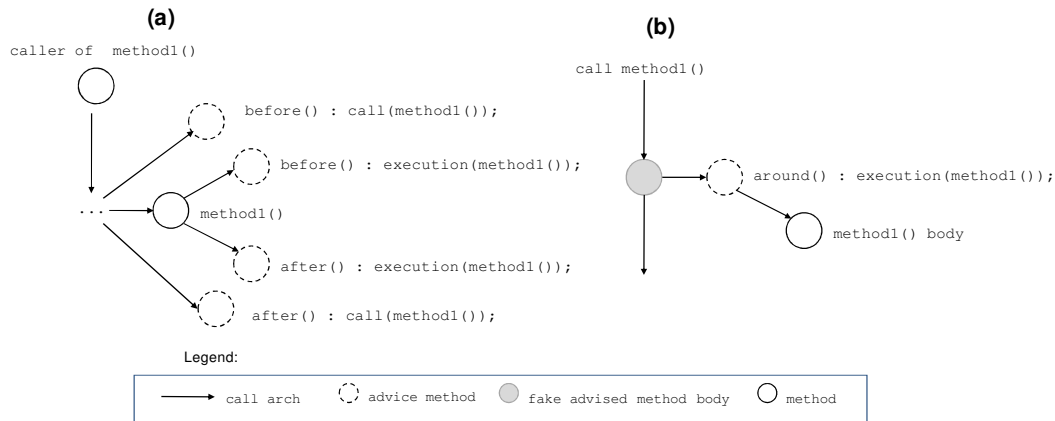 (a)
caller of method1()
before() : call(method1());
before() : execution(method1());
...
method1()
after() : execution(method1());
after() : call(method1());
(b)
call method1()
around() : execution(method1());
method1() body
Legend:
call arch
advice method
fake advised method body
method